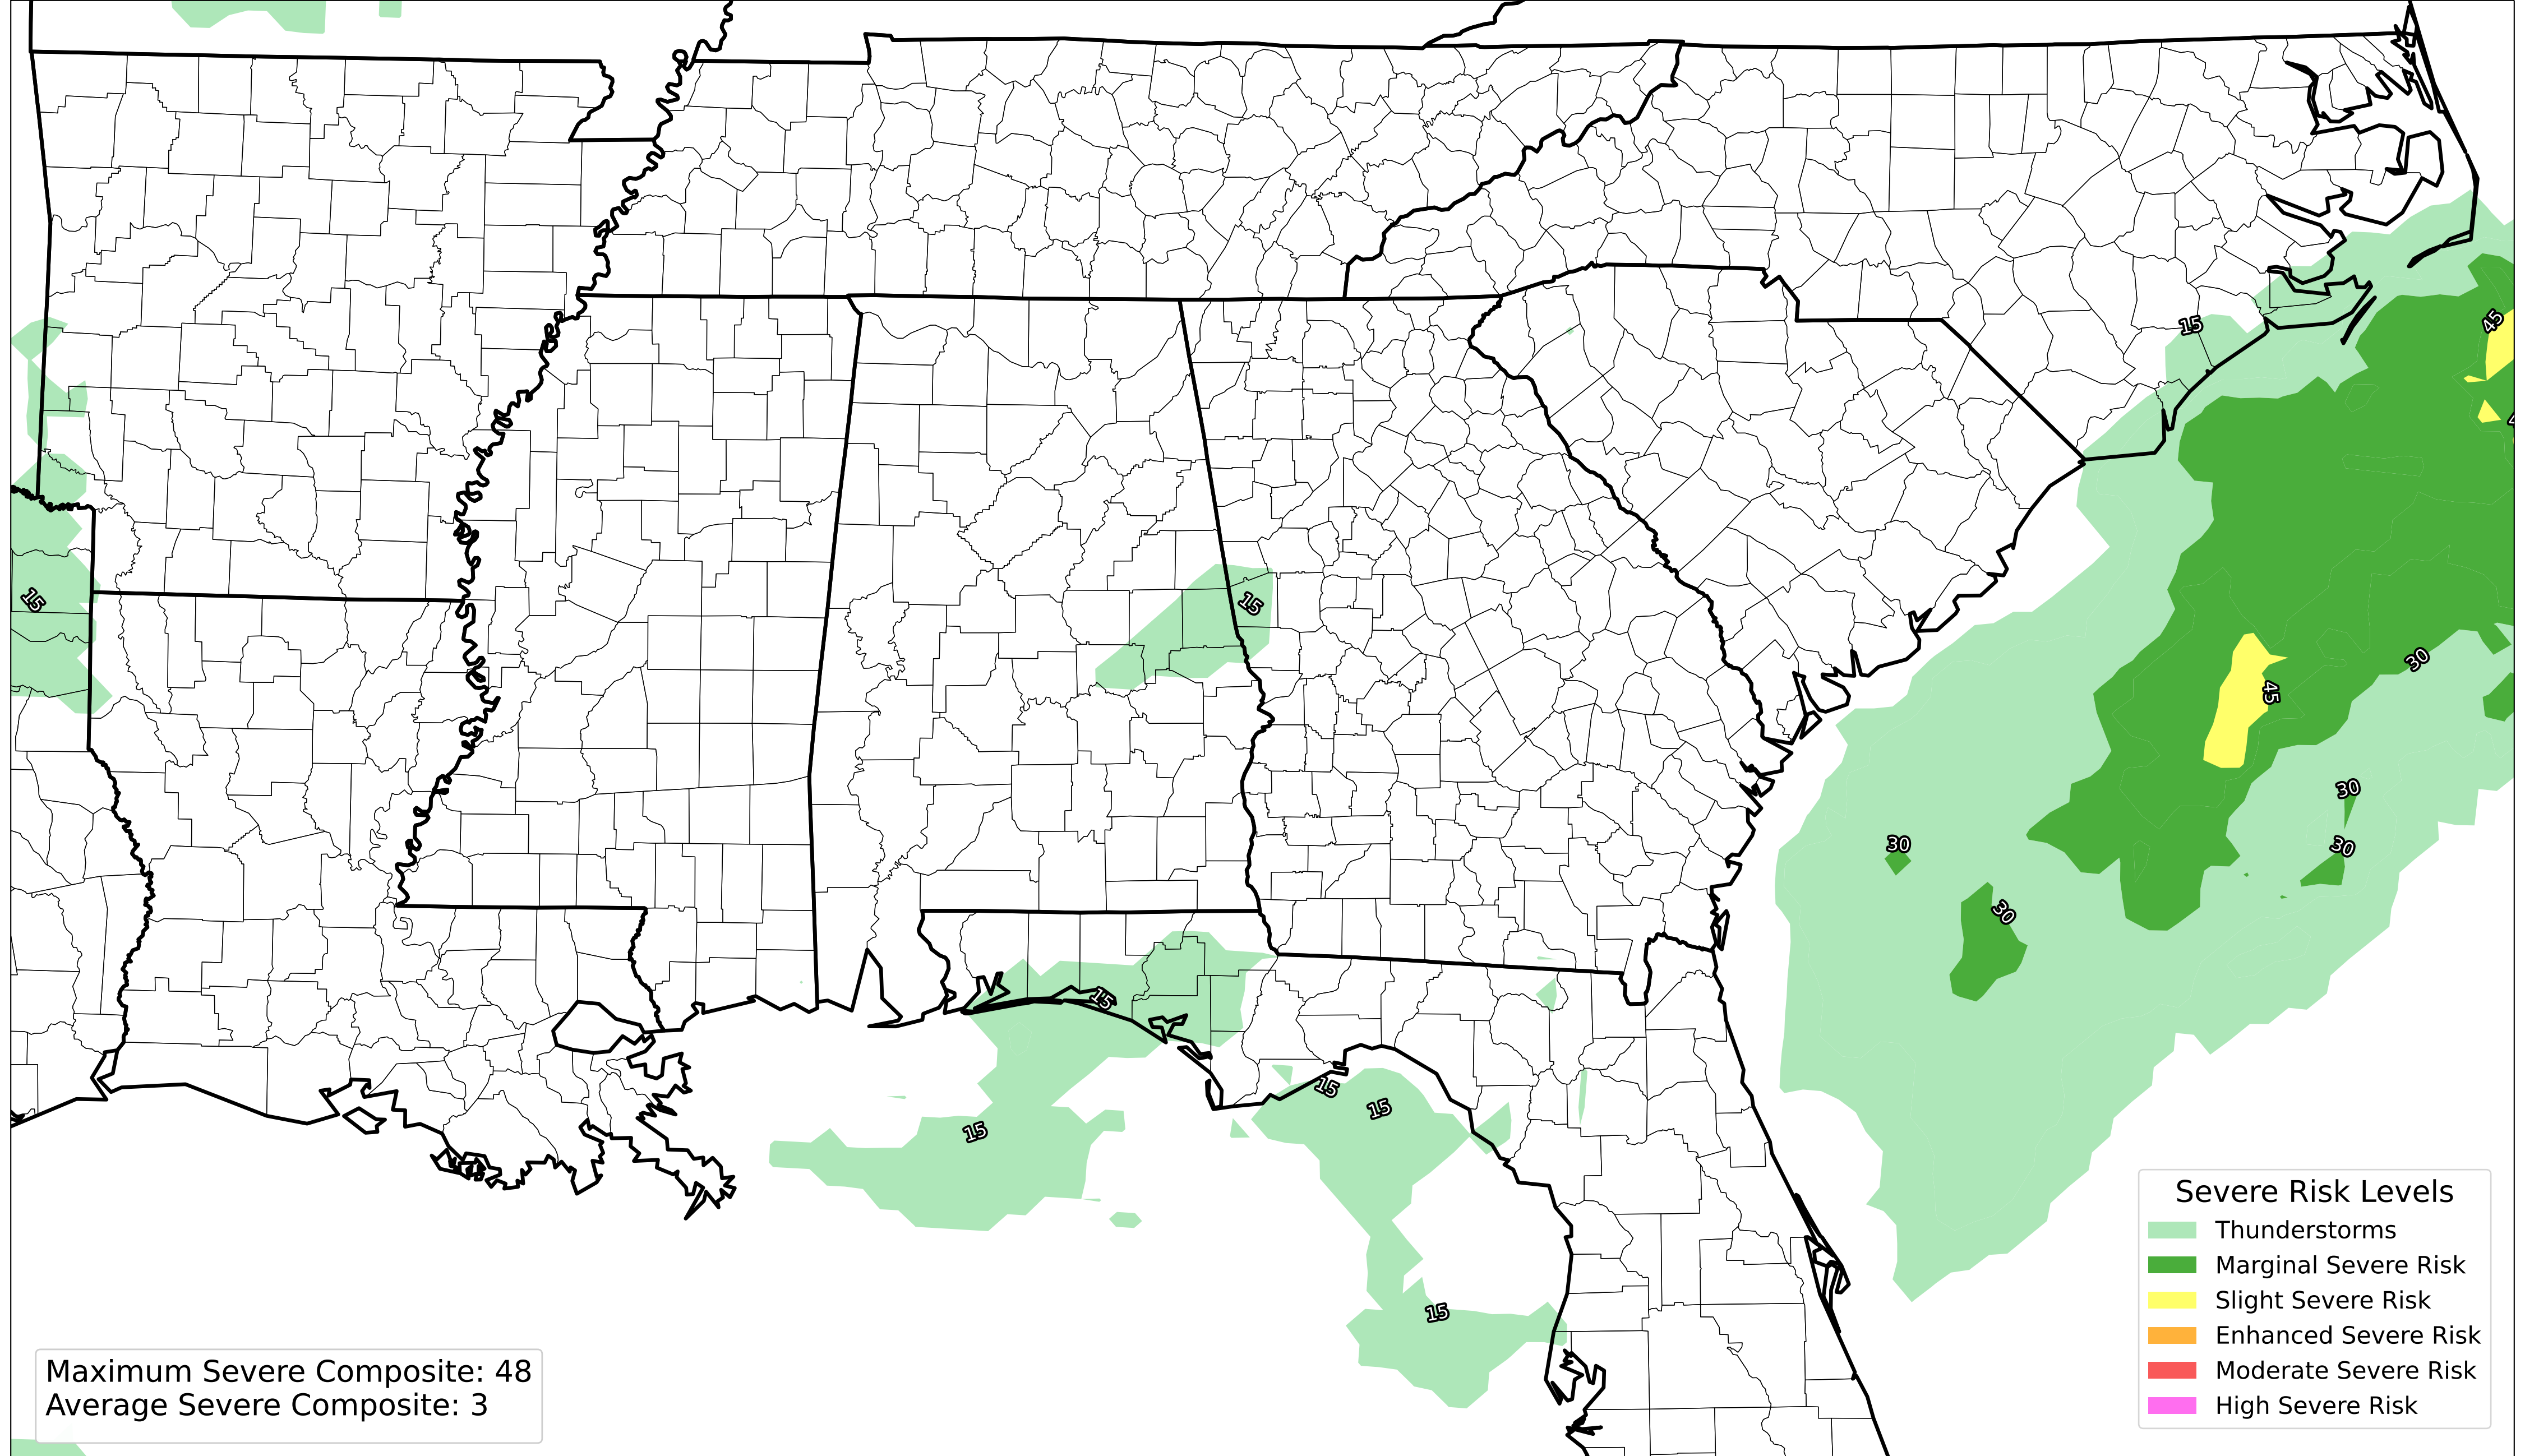 45
15
4
15
15
30
45
30
30
30
30
15
15
15
15
15
Severe Risk Levels
Thunderstorms
Marginal Severe Risk
Slight Severe Risk
Enhanced Severe Risk
Moderate Severe Risk
High Severe Risk
Maximum Severe Composite: 48
Average Severe Composite: 3